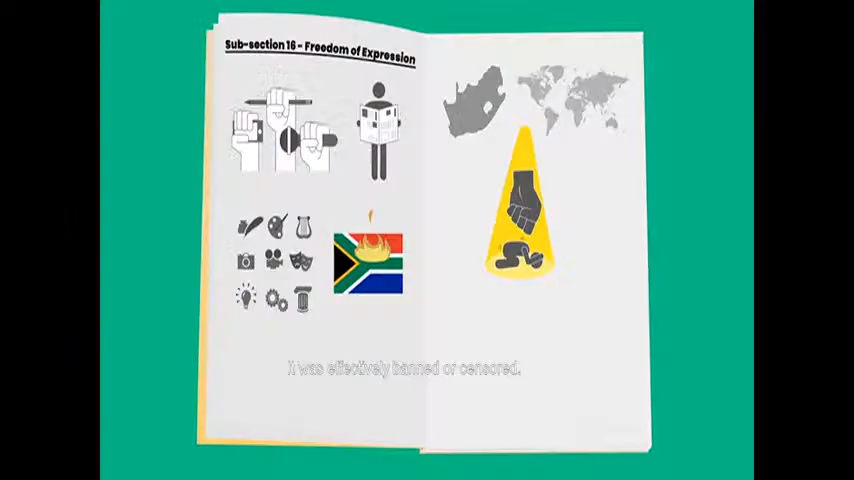 Sub-section 16 - Freedom of Expression
It was effectively banned or censored.